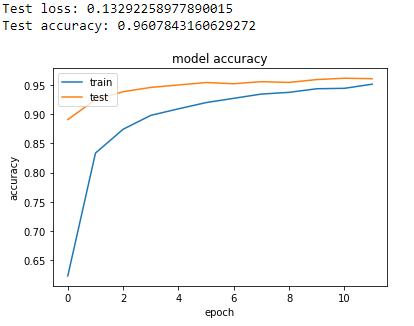 Test loss: 0.13292258977890015
Test accuracy: 0.9607843160629272
model accuracy
train
test
0.95
0.90
0.85
0.80
0.75
0.70
0.65
accuracy
0 2 4 6 8 10
epoch